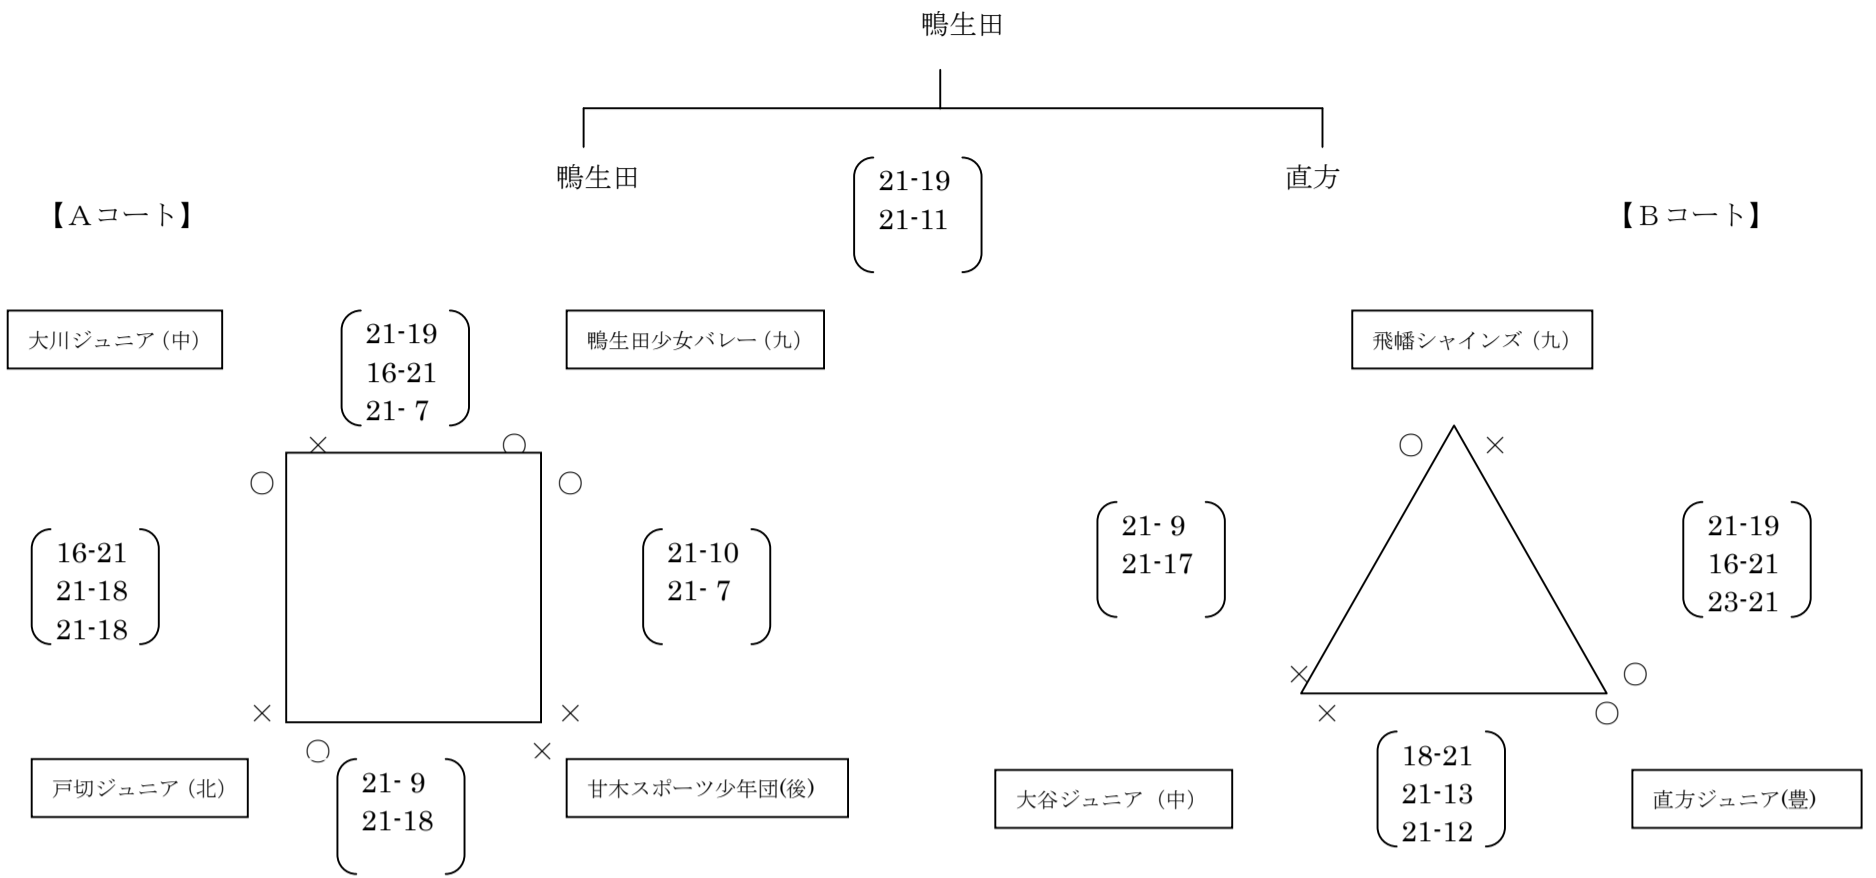 鴨生田
鴨生田
直方
21-19
21-11
【Aコート】
【Bコート】
大川ジュニア（中）
21-19
16-21
21- 7
鴨生田少女バレー（九）
× ○
○ ○
16-21
21-18
21-18
21-10
21- 7
× ×
○ ×
戸切ジュニア（北）
21- 9
21-18
甘木スポーツ少年団(後)
飛幡シャインズ（九）
○ ×
21- 9
21-17
21-19
16-21
23-21
× ○
× ○
大谷ジュニア（中）
18-21
21-13
21-12
直方ジュニア(豊)